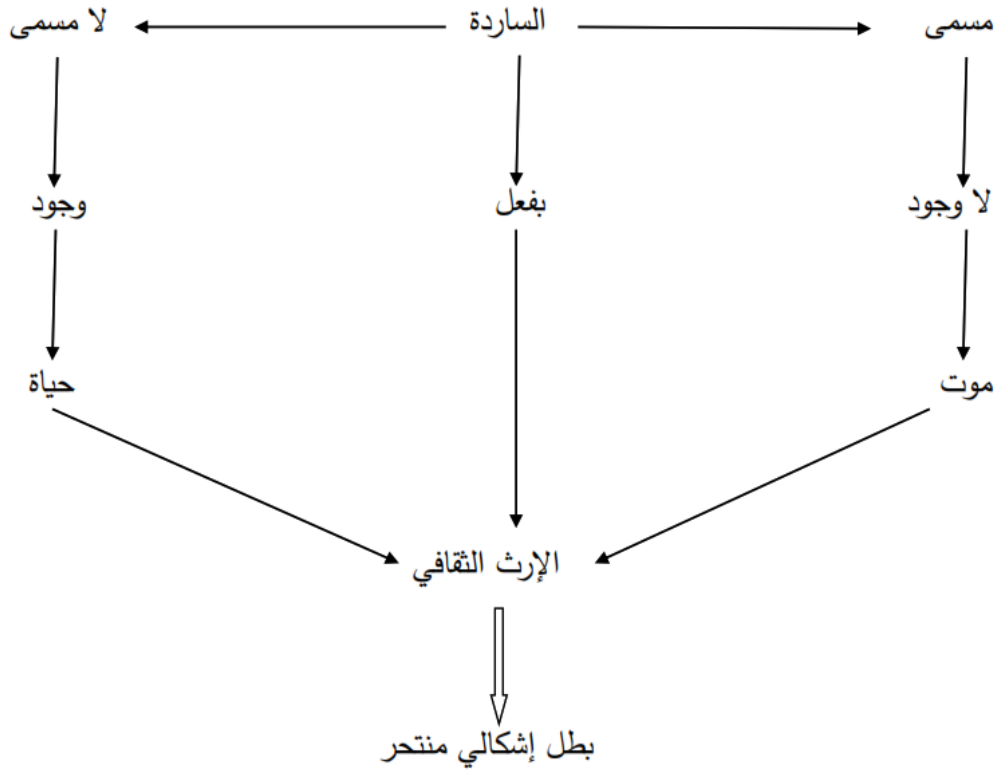 مسمى
الساردة
لا مسمى
لا وجود
بفعل
وجود
موت
حياة
الإرث الثقافي
بطل إشكالي منتحر